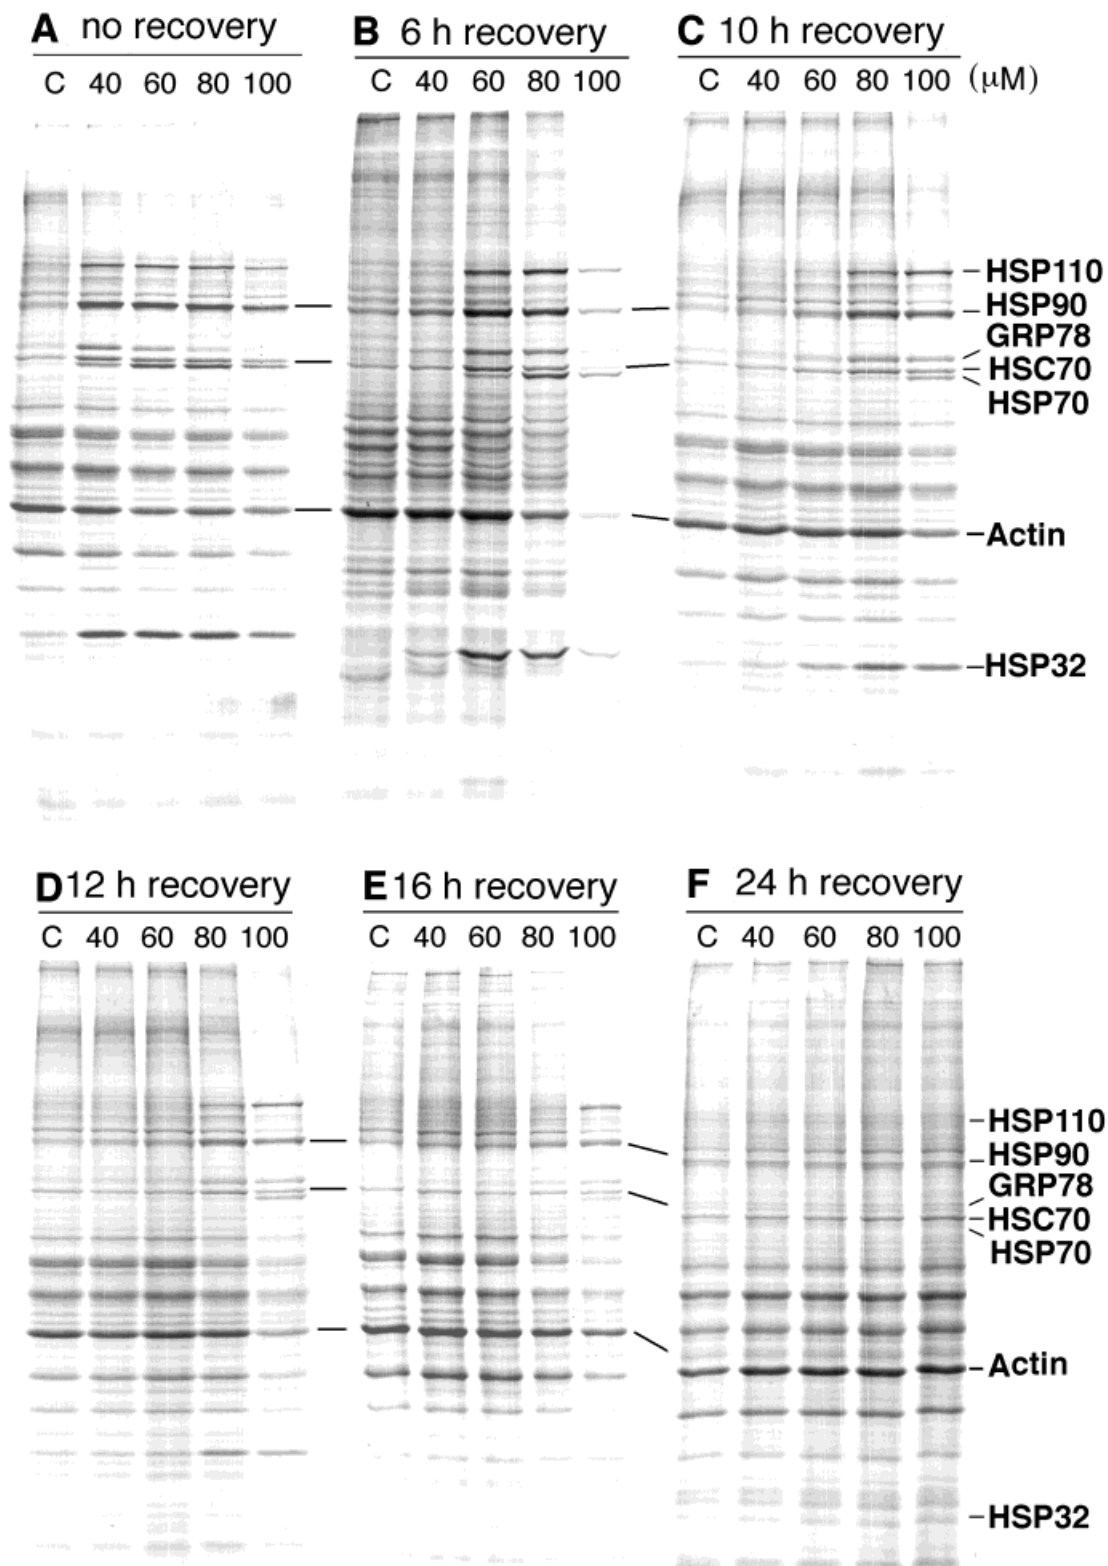 A no recovery
C 40 60 80 100
B 6 h recovery
C 40 60 80 100
C 10 h recovery
C 40 60 80 100 (μM)
HSP110
HSP90
GRP78
HSC70
HSP70
Actin
HSP32
D 12 h recovery
C 40 60 80 100
E 16 h recovery
C 40 60 80 100
F 24 h recovery
C 40 60 80 100
HSP110
HSP90
GRP78
HSC70
HSP70
Actin
HSP32